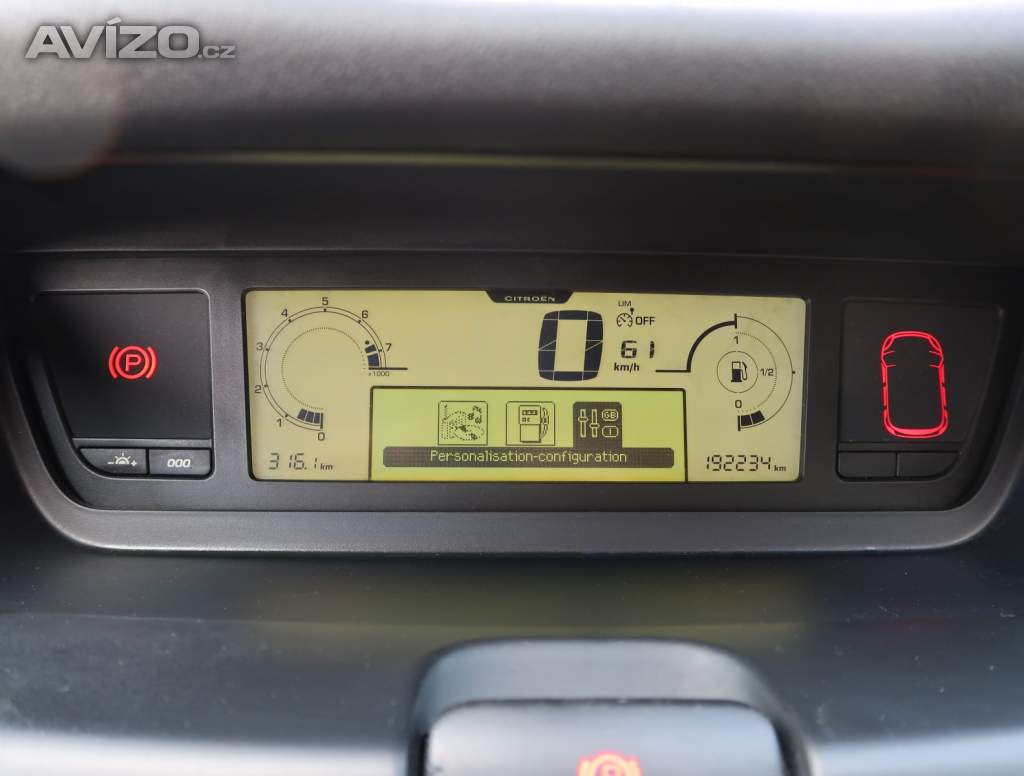 AVÍZO.cz
CITROËN
LIM
OFF
0 61
km/h
0 1 2 3 4 5 6 7
x1000
1
1/2
0
P
GB
I
Personalisation-configuration
000
316.1 km
192234 km